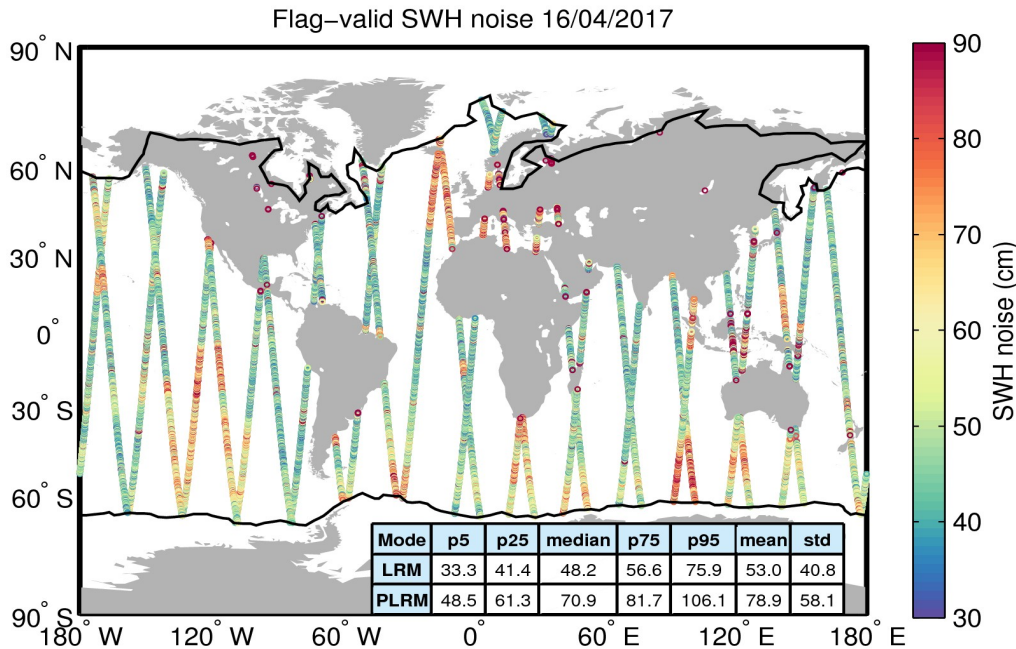 Flag-valid SWH noise 16/04/2017
90° N
60° N
30° N
0°
30° S
60° S
90° S
180° W
120° W
60° W
0°
60° E
120° E
180° E
Mode p5 p25 median p75 p95 mean std
LRM 33.3 41.4 48.2 56.6 75.9 53.0 40.8
PLRM 48.5 61.3 70.9 81.7 106.1 78.9 58.1
90
80
70
60
50
40
30
SWH noise (cm)